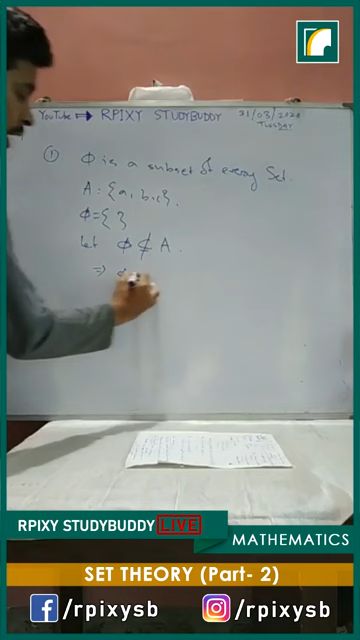 YouTube ⇒ RPIXY STUDYBUDDY 31/03/2020
TUESDAY
① Φ is a subset of every Set.
A = {a, b, c}.
Φ = { }
Let Φ ⊄ A.
⇒
RPIXY STUDYBUDDY LIVE
MATHEMATICS
SET THEORY (Part- 2)
/rpixysb /rpixysb